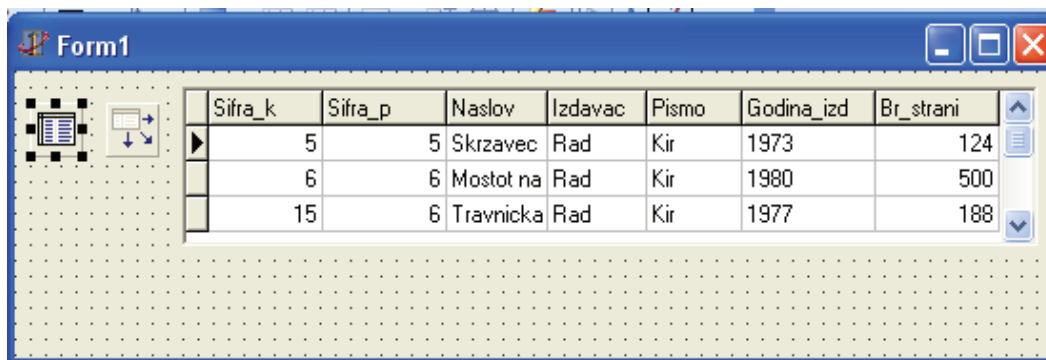 Form1
Sifra_k Sifra_p Naslov Izdavac Pismo Godina_izd Br_strani
5 5 Skrzavec Rad Kir 1973 124
6 6 Mostot na Rad Kir 1980 500
15 6 Travnicka Rad Kir 1977 188